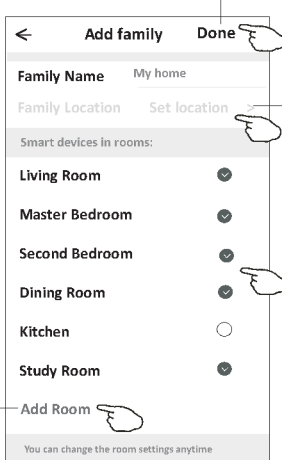 Add family Done
Family Name My home
Family Location Set location >
Smart devices in rooms:
Living Room
Master Bedroom
Second Bedroom
Dining Room
Kitchen
Study Room
Add Room
You can change the room settings anytime